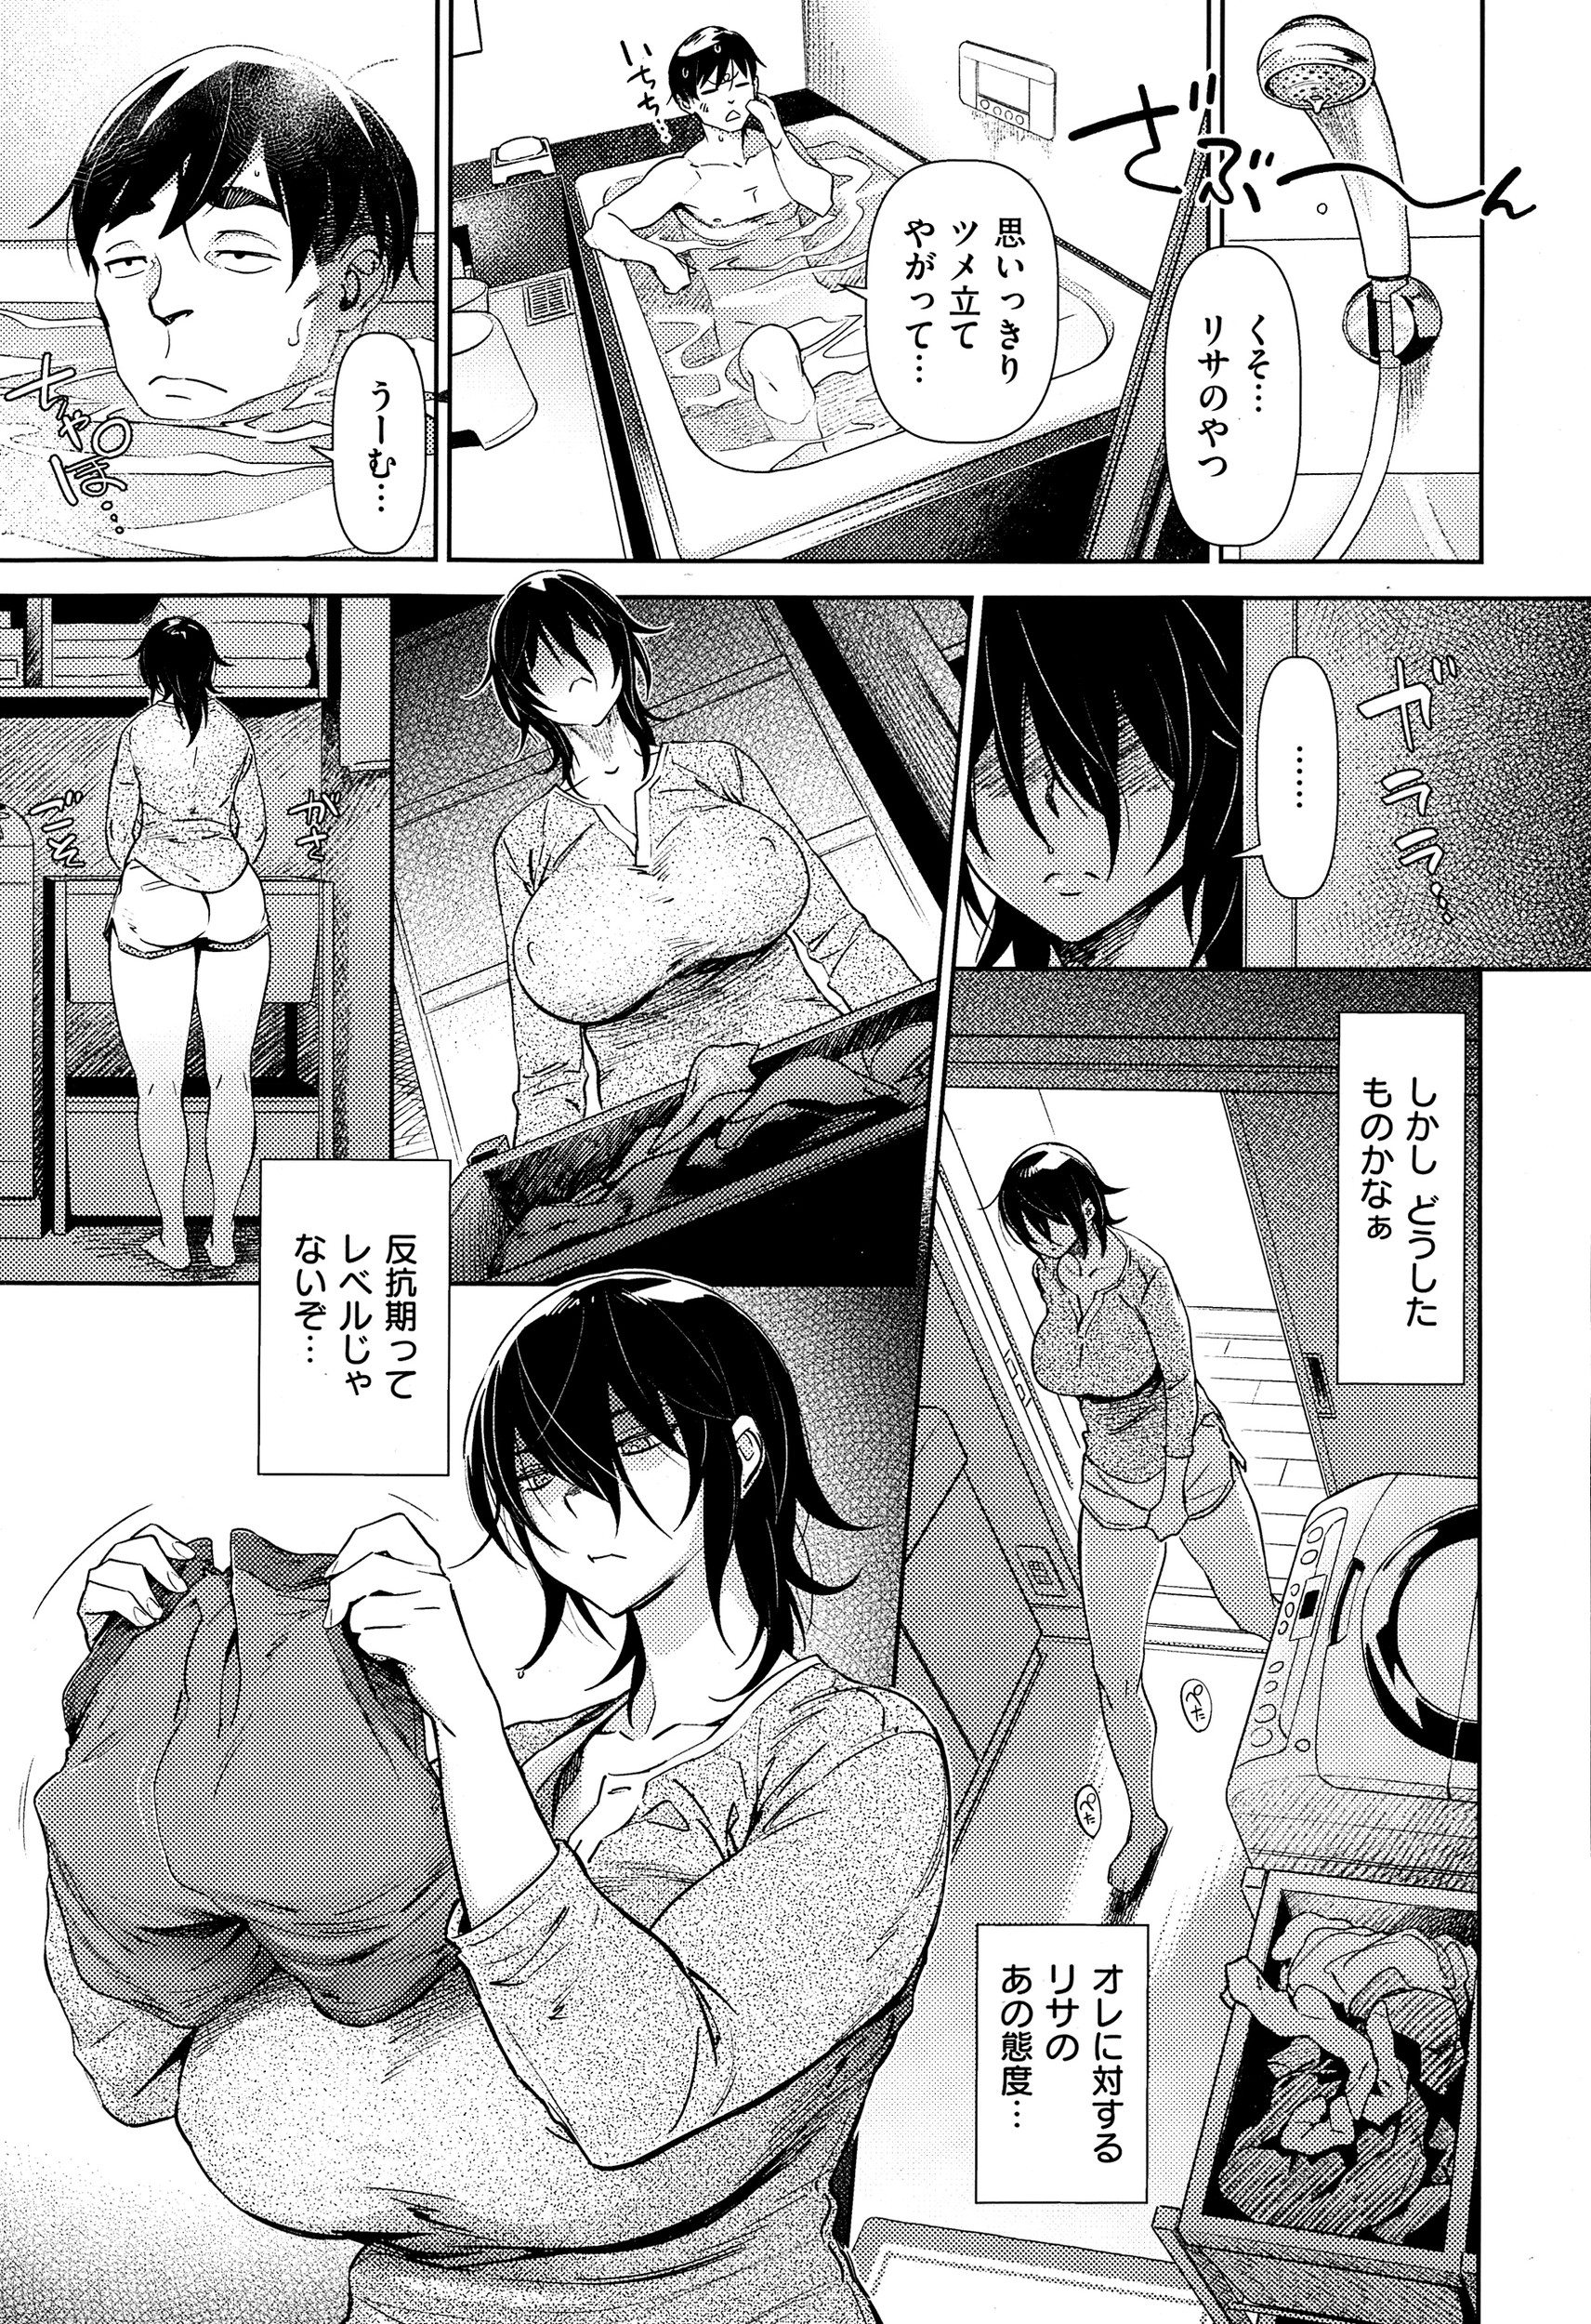 ざぶーーん
くそ…
リサのやつ
思いっきり
ツメ立て
やがって…
いちち…
うーむ…
ちゃぽ…
ガラララ…
……
しかし どうした
ものかなぁ
ぺた
ぺた
オレに対する
リサの
あの態度…
がさ
ごそ
反抗期って
レベルじゃ
ないぞ…